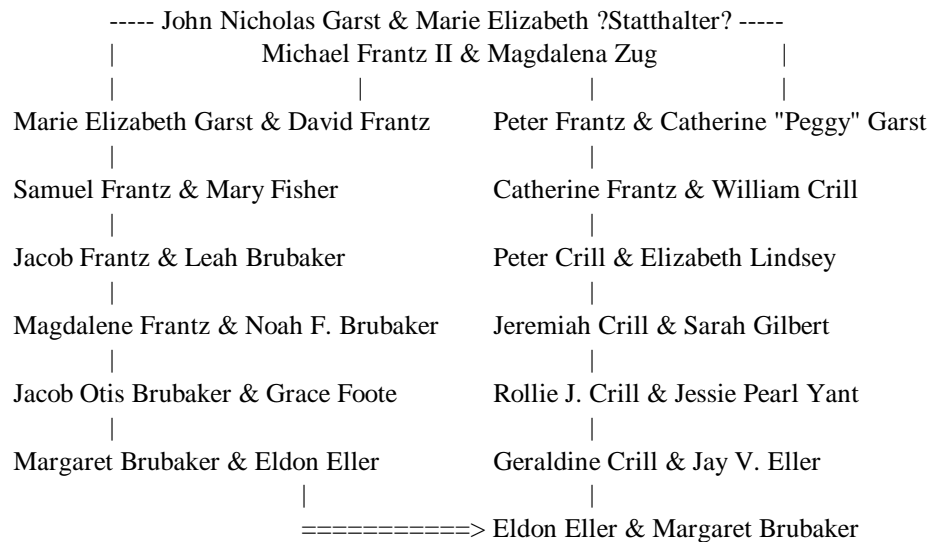 ----- John Nicholas Garst & Marie Elizabeth ?Statthalter? -----
| Michael Frantz II & Magdalena Zug |
| | | |
Marie Elizabeth Garst & David Frantz Peter Frantz & Catherine "Peggy" Garst
| |
Samuel Frantz & Mary Fisher Catherine Frantz & William Crill
| |
Jacob Frantz & Leah Brubaker Peter Crill & Elizabeth Lindsey
| |
Magdalene Frantz & Noah F. Brubaker Jeremiah Crill & Sarah Gilbert
| |
Jacob Otis Brubaker & Grace Foote Rollie J. Crill & Jessie Pearl Yant
| |
Margaret Brubaker & Eldon Eller Geraldine Crill & Jay V. Eller
| |
===========> Eldon Eller & Margaret Brubaker